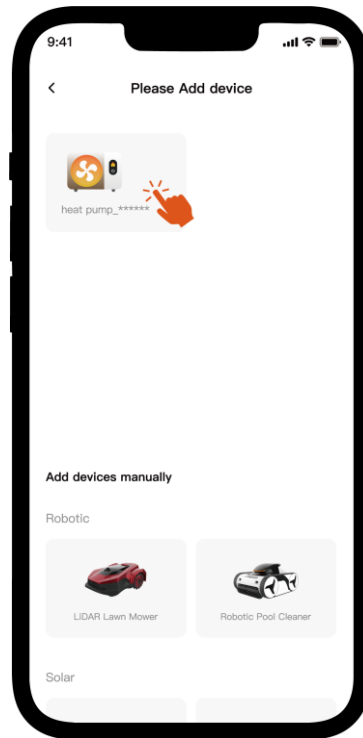 9:41
Please Add device
heat pump_******
Add devices manually
Robotic
LiDAR Lawn Mower
Robotic Pool Cleaner
Solar